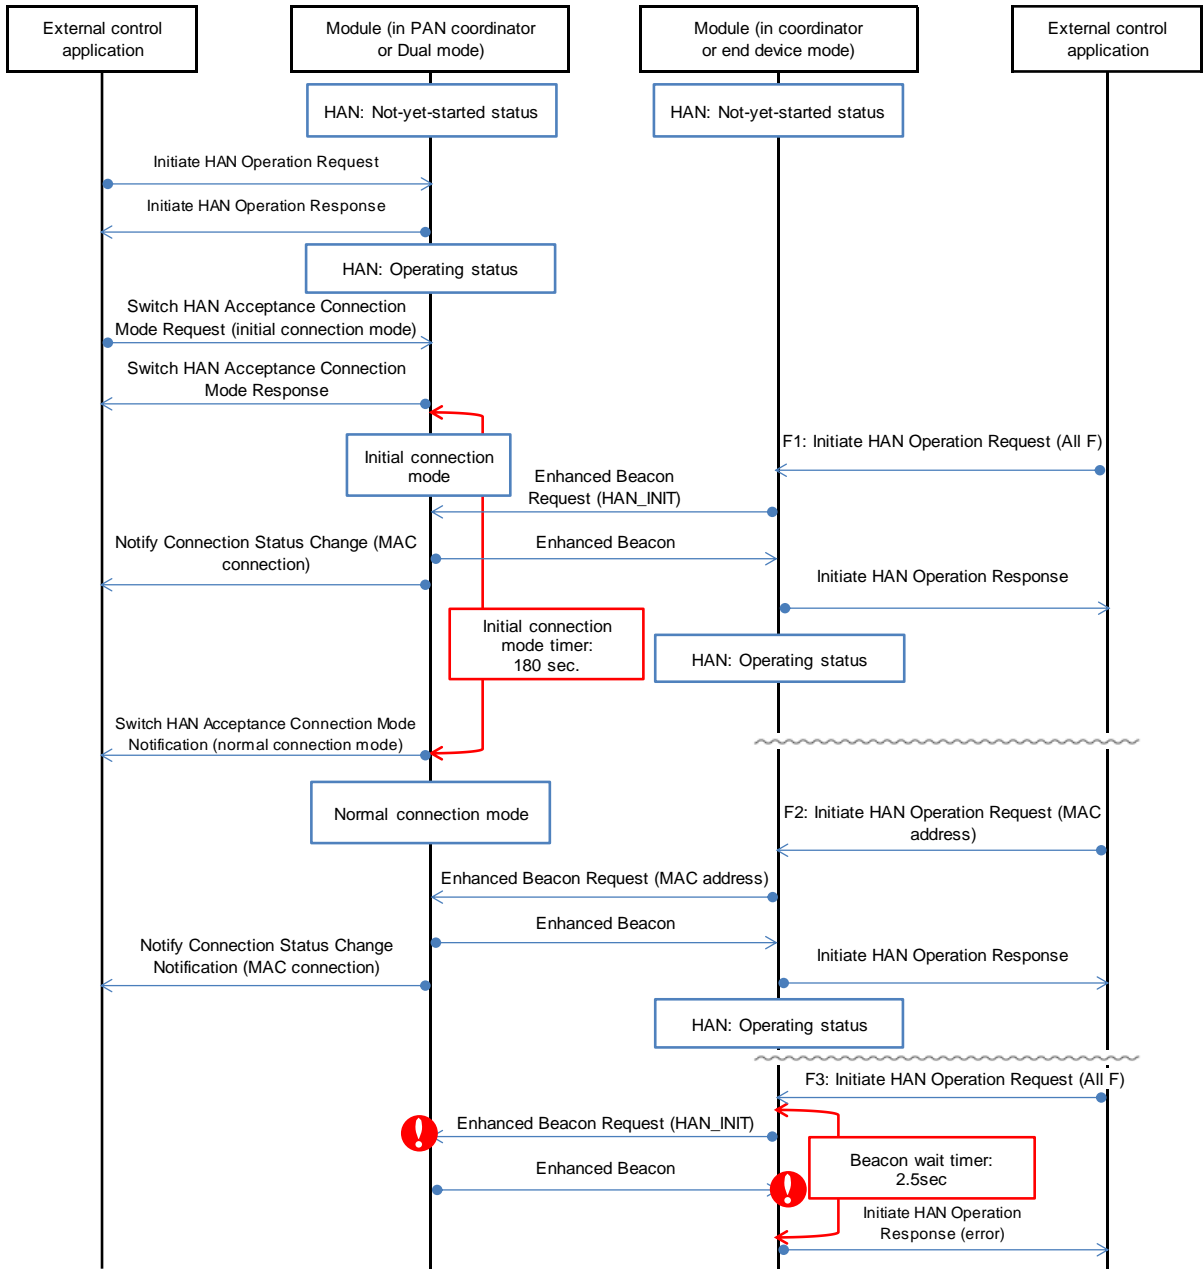 External control
application
Module (in PAN coordinator
or Dual mode)
Module (in coordinator
or end device mode)
External control
application
HAN: Not-yet-started status
HAN: Not-yet-started status
Initiate HAN Operation Request
Initiate HAN Operation Response
HAN: Operating status
Switch HAN Acceptance Connection
Mode Request (initial connection mode)
Switch HAN Acceptance Connection
Mode Response
Initial connection
mode
F1: Initiate HAN Operation Request (All F)
Enhanced Beacon
Request (HAN_INIT)
Enhanced Beacon
Notify Connection Status Change (MAC
connection)
Initiate HAN Operation Response
Initial connection
mode timer:
180 sec.
HAN: Operating status
Switch HAN Acceptance Connection Mode
Notification (normal connection mode)
Normal connection mode
F2: Initiate HAN Operation Request (MAC
address)
Enhanced Beacon Request (MAC address)
Enhanced Beacon
Notify Connection Status Change
Notification (MAC connection)
Initiate HAN Operation Response
HAN: Operating status
F3: Initiate HAN Operation Request (All F)
Enhanced Beacon Request (HAN_INIT)
Beacon wait timer:
2.5sec
Enhanced Beacon
Initiate HAN Operation
Response (error)